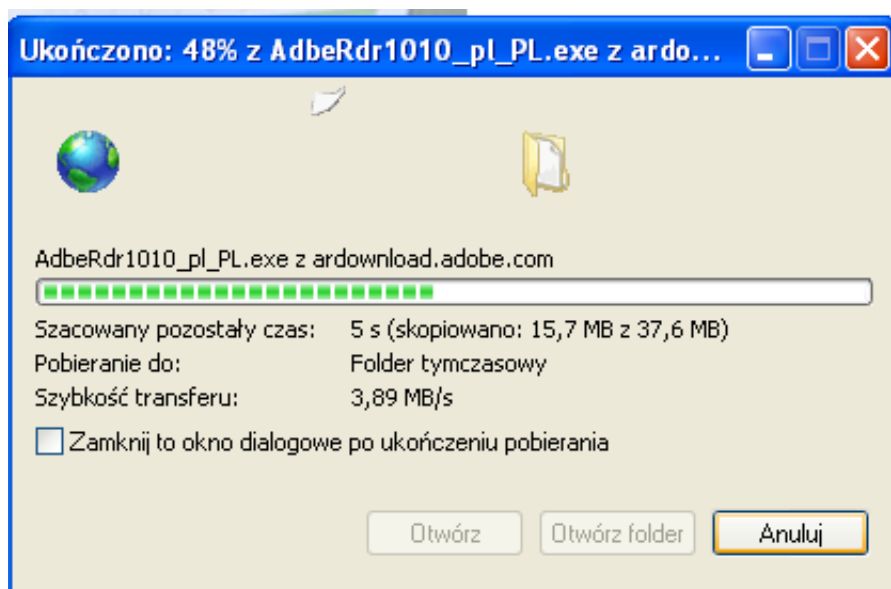 Ukończono: 48% z AdbeRdr1010_pl_PL.exe z ardo...
AdbeRdr1010_pl_PL.exe z ardownload.adobe.com
Szacowany pozostały czas: 5 s (skopiowano: 15,7 MB z 37,6 MB)
Pobieranie do: Folder tymczasowy
Szybkość transferu: 3,89 MB/s
Zamknij to okno dialogowe po ukończeniu pobierania
Otwórz Otwórz folder Anuluj